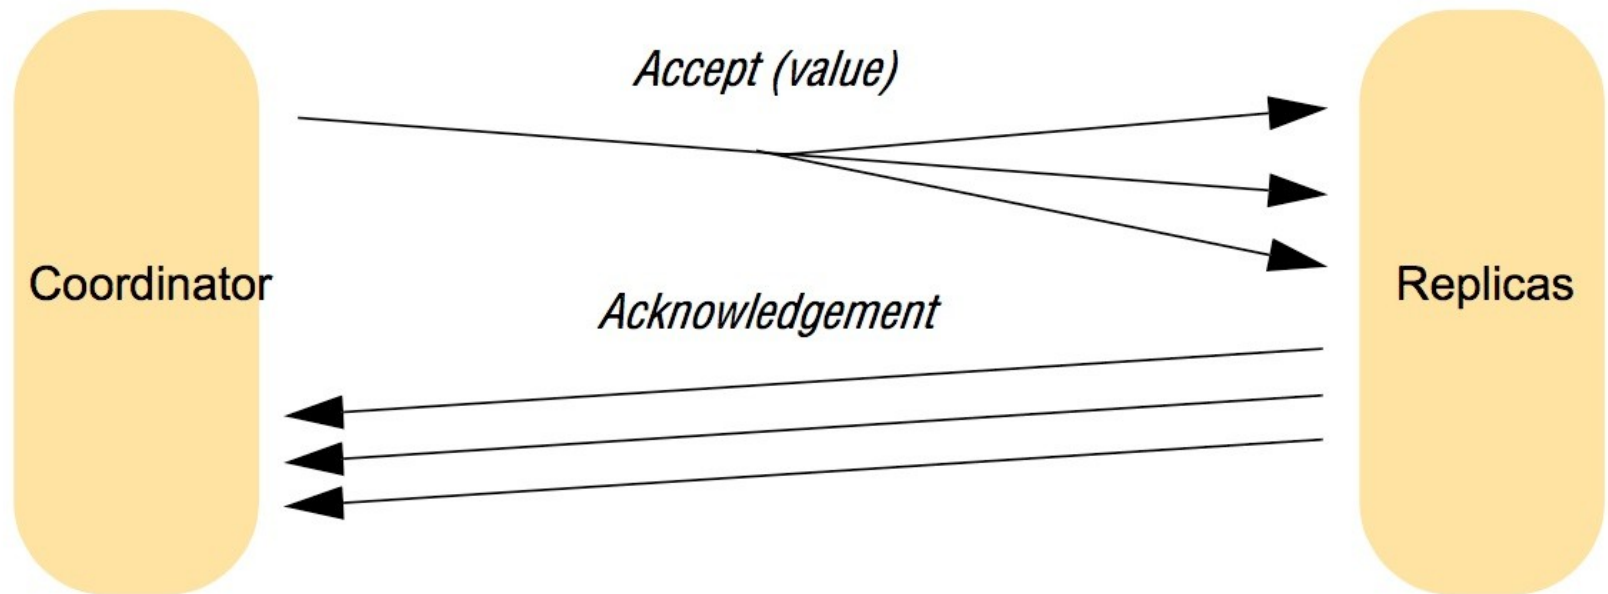 Accept (value)
Coordinator
Replicas
Acknowledgement